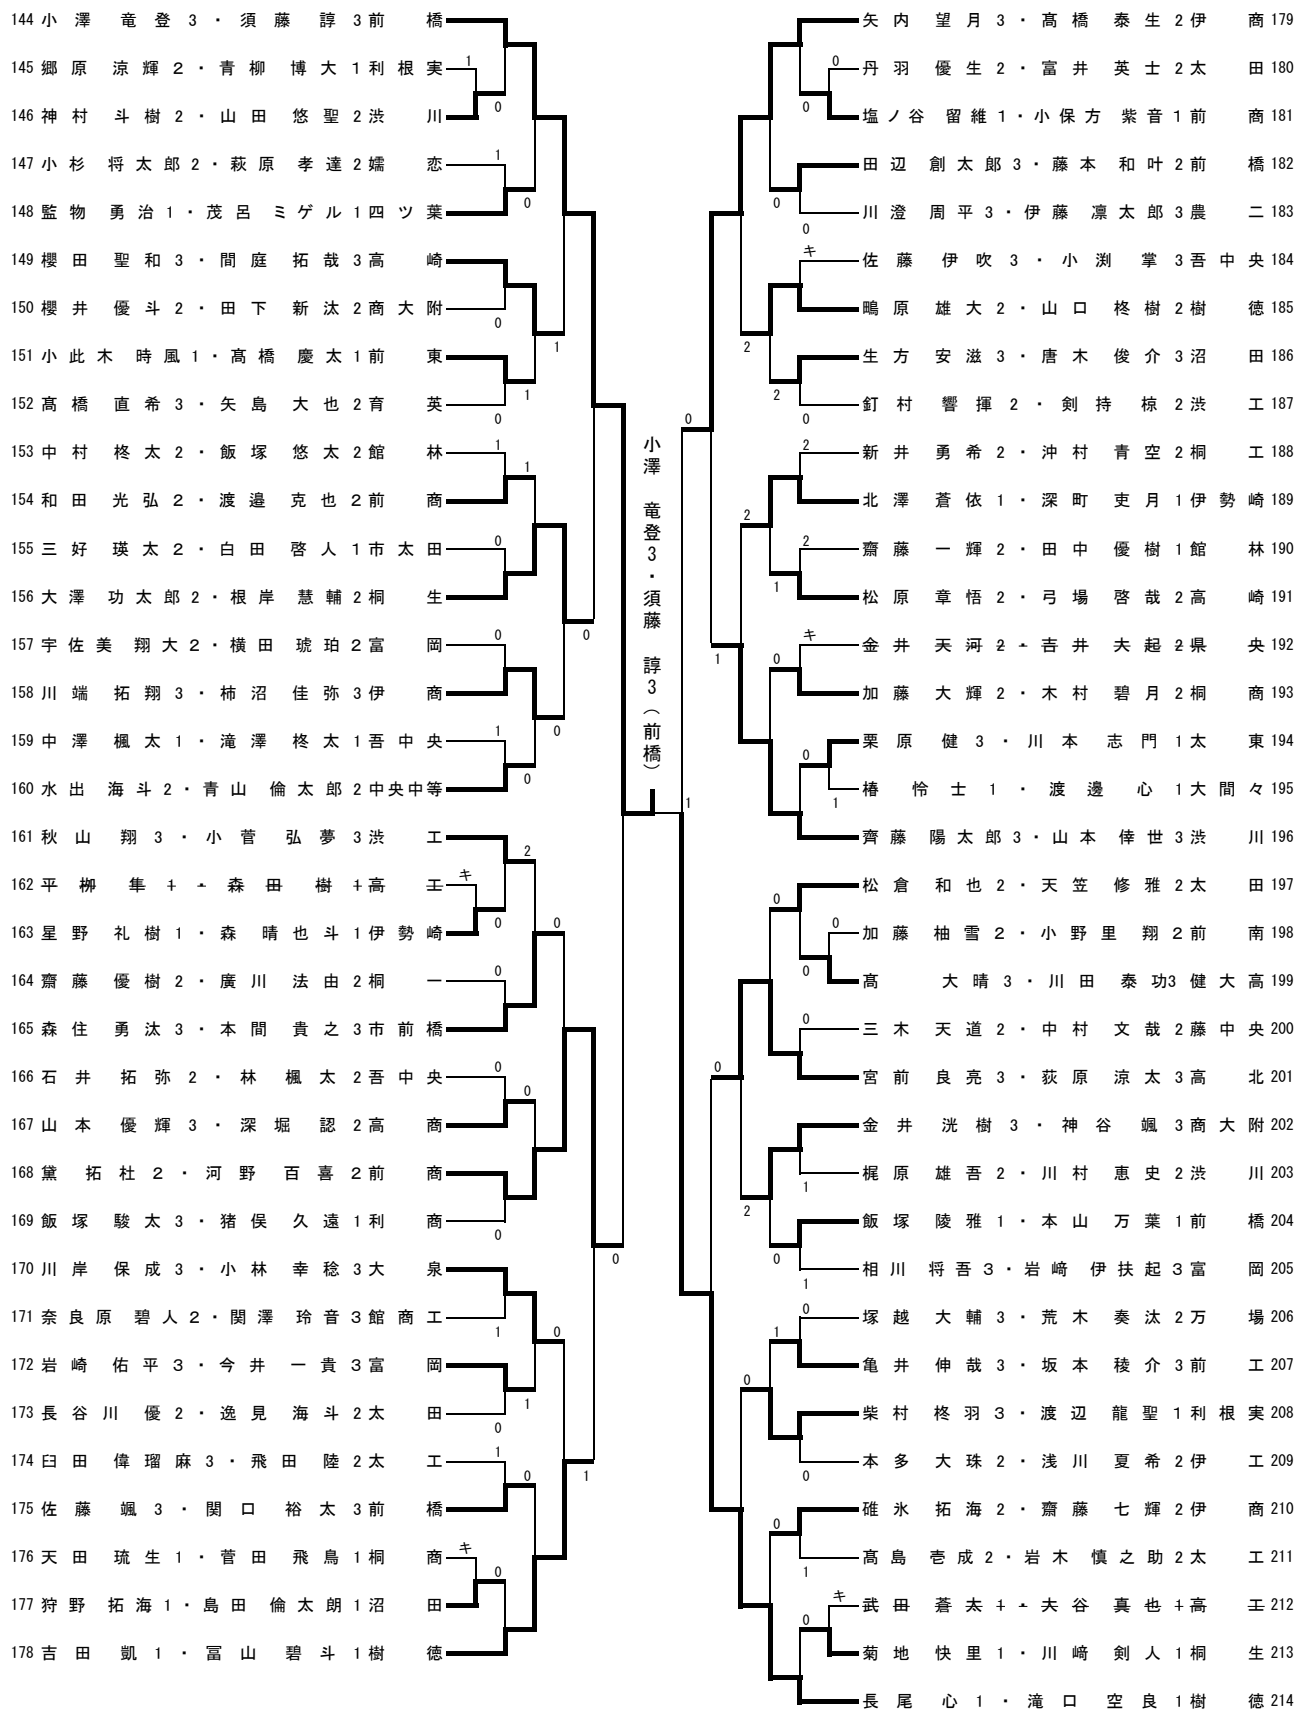 144 小澤 竜登3・須藤 諄3 前橋
145 郷原 涼輝2・青柳 博大1 利根実
146 神村 斗樹2・山田 悠聖2 渋川
147 小杉 将太郎2・萩原 孝達2 嬬恋
148 監物 勇治1・茂呂 ミゲル1 四ツ葉
149 櫻田 聖和3・間庭 拓哉3 高崎
150 櫻井 優斗2・田下 新汰2 商大附
151 小此木 時風1・髙橋 慶太1 前東
152 髙橋 直希3・矢島 大也2 育英
153 中村 柊太2・飯塚 悠太2 館林
154 和田 光弘2・渡邉 克也2 前商
155 三好 瑛太2・白田 啓人1 市太田
156 大澤 功太郎2・根岸 慧輔2 桐生
157 宇佐美 翔大2・横田 琥珀2 富岡
158 川端 拓翔3・柿沼 佳弥3 伊商
159 中澤 楓太1・滝澤 柊太1 吾中央
160 水出 海斗2・青山 倫太郎2 中央中等
161 秋山 翔3・小菅 弘夢3 渋工
162 平栁 隼1・森田 樹1 高工
163 星野 礼樹1・森 晴也斗1 伊勢崎
164 齋藤 優樹2・廣川 法由2 桐一
165 森住 勇汰3・本間 貴之3 市前橋
166 石井 拓弥2・林 楓太2 吾中央
167 山本 優輝3・深堀 認2 高商
168 黛 拓杜2・河野 百喜2 前商
169 飯塚 駿太3・猪俣 久遠1 利商
170 川岸 保成3・小林 幸稔3 大泉
171 奈良原 碧人2・関澤 玲音3 館商工
172 岩崎 佑平3・今井 一貴3 富岡
173 長谷川 優2・逸見 海斗2 太田
174 臼田 偉瑠麻3・飛田 陸2 太工
175 佐藤 颯3・関口 裕太3 前橋
176 天田 琉生1・菅田 飛鳥1 桐商
177 狩野 拓海1・島田 倫太朗1 沼田
178 吉田 凱1・冨山 碧斗1 樹徳
小澤 竜登3・須藤 諄3（前橋）
矢内 望月3・髙橋 泰生2 伊商 179
丹羽 優生2・富井 英士2 太田 180
塩ノ谷 留維1・小保方 紫音1 前商 181
田辺 創太郎3・藤本 和叶2 前橋 182
川澄 周平3・伊藤 凛太郎3 農二 183
佐藤 伊吹3・小渕 掌3 吾中央 184
鴫原 雄大2・山口 柊樹2 樹徳 185
生方 安滋3・唐木 俊介3 沼田 186
釘村 響揮2・剣持 椋2 渋工 187
新井 勇希2・沖村 青空2 桐工 188
北澤 蒼依1・深町 吏月1 伊勢崎 189
齋藤 一輝2・田中 優樹1 館林 190
松原 章悟2・弓場 啓哉2 高崎 191
金井 天河2・吉井 大起2 県央 192
加藤 大輝2・木村 碧月2 桐商 193
栗原 健3・川本 志門1 太東 194
椿 怜士1・渡邊 心1 大間々 195
齊藤 陽太郎3・山本 倖世3 渋川 196
松倉 和也2・天笠 修雅2 太田 197
加藤 柚雪2・小野里 翔2 前南 198
髙 大晴3・川田 泰功3 健大高 199
三木 天道2・中村 文哉2 藤中央 200
宮前 良亮3・荻原 涼太3 高北 201
金井 洸樹3・神谷 颯3 商大附 202
梶原 雄吾2・川村 恵史2 渋川 203
飯塚 陵雅1・本山 万葉1 前橋 204
相川 将吾3・岩﨑 伊扶起3 富岡 205
塚越 大輔3・荒木 奏汰2 万場 206
亀井 伸哉3・坂本 稜介3 前工 207
柴村 柊羽3・渡辺 龍聖1 利根実 208
本多 大珠2・浅川 夏希2 伊工 209
碓氷 拓海2・齋藤 七輝2 伊商 210
髙島 壱成2・岩木 慎之助2 太工 211
武田 蒼太1・大谷 真也1 高工 212
菊地 快里1・川﨑 剣人1 桐生 213
長尾 心1・滝口 空良1 樹徳 214